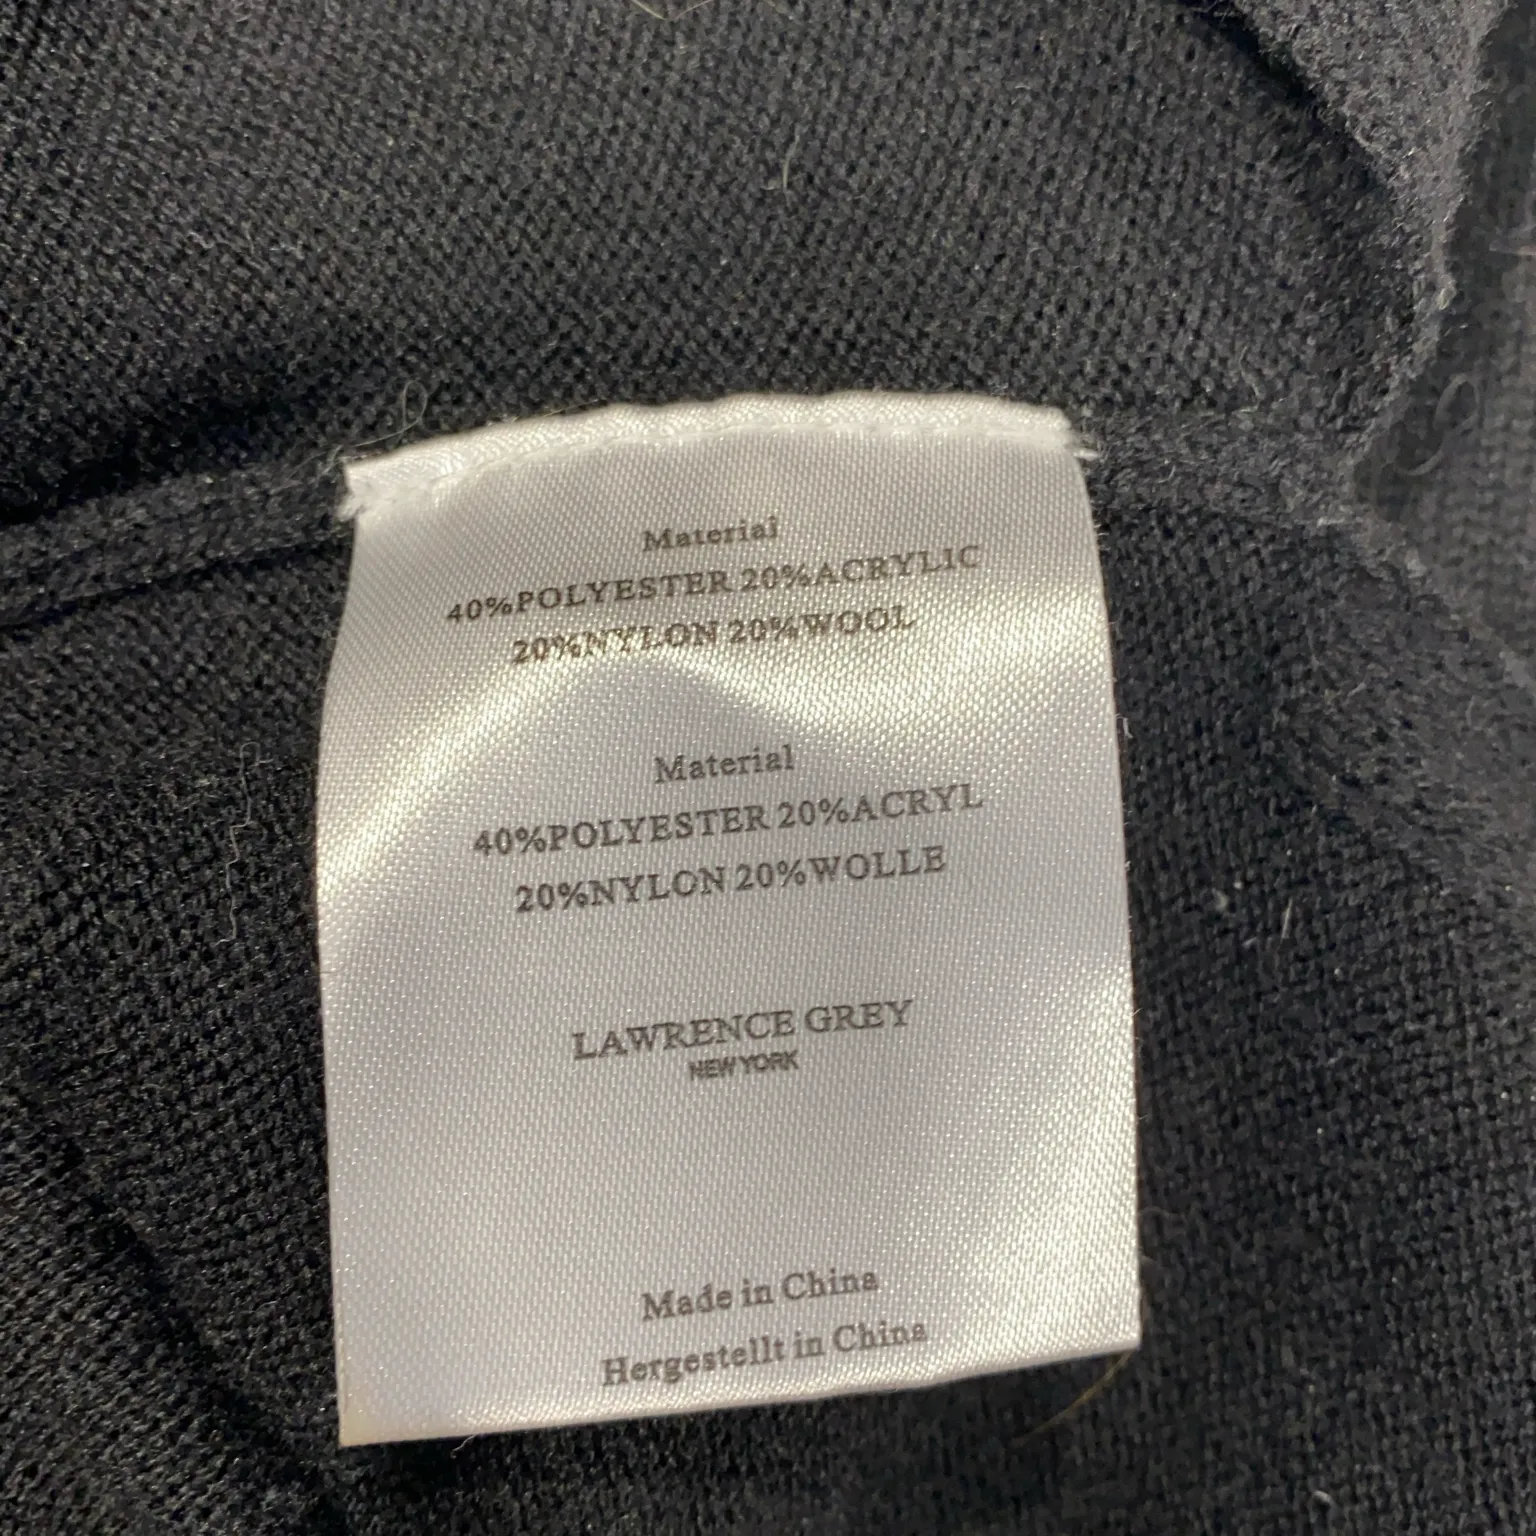 Material
40%POLYESTER 20%ACRYLIC
20%NYLON 20%WOOL
Material
40%POLYESTER 20%ACRYL
20%NYLON 20%WOLLE
LAWRENCE GREY
NEW YORK
Made in China
Hergestellt in China